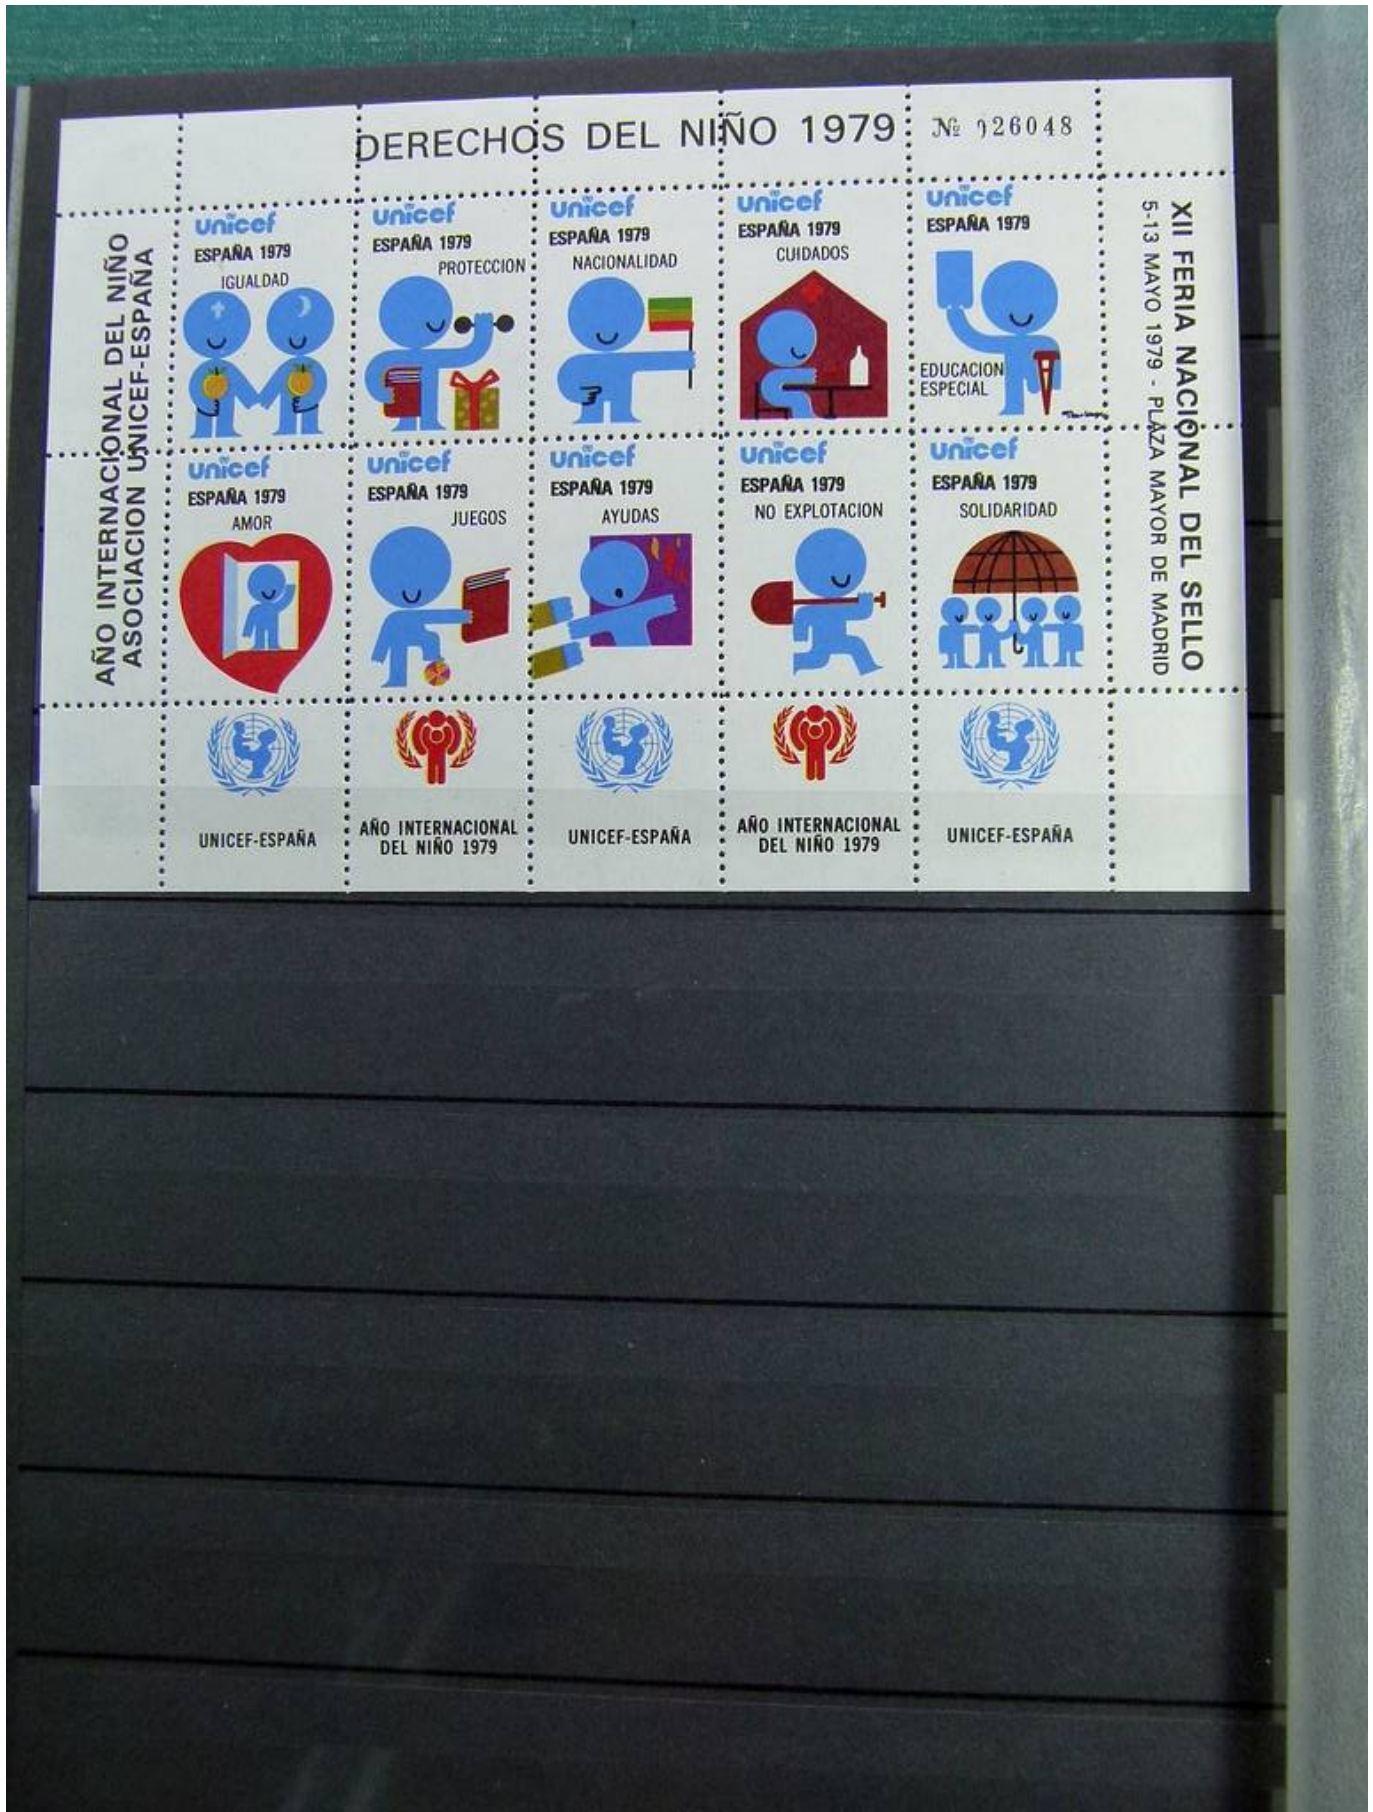 DERECHOS DEL NIÑO 1979
№ 026048
AÑO INTERNACIONAL DEL NIÑO
ASOCIACION UNICEF-ESPAÑA
unicef
ESPAÑA 1979
IGUALDAD
unicef
ESPAÑA 1979
PROTECCION
unicef
ESPAÑA 1979
NACIONALIDAD
unicef
ESPAÑA 1979
CUIDADOS
unicef
ESPAÑA 1979
EDUCACION
ESPECIAL
unicef
ESPAÑA 1979
AMOR
unicef
ESPAÑA 1979
JUEGOS
unicef
ESPAÑA 1979
AYUDAS
unicef
ESPAÑA 1979
NO EXPLOTACION
unicef
ESPAÑA 1979
SOLIDARIDAD
XII FERIA NACIONAL DEL SELLO
5-13 MAYO 1979 - PLAZA MAYOR DE MADRID
UNICEF-ESPAÑA
AÑO INTERNACIONAL
DEL NIÑO 1979
UNICEF-ESPAÑA
AÑO INTERNACIONAL
DEL NIÑO 1979
UNICEF-ESPAÑA